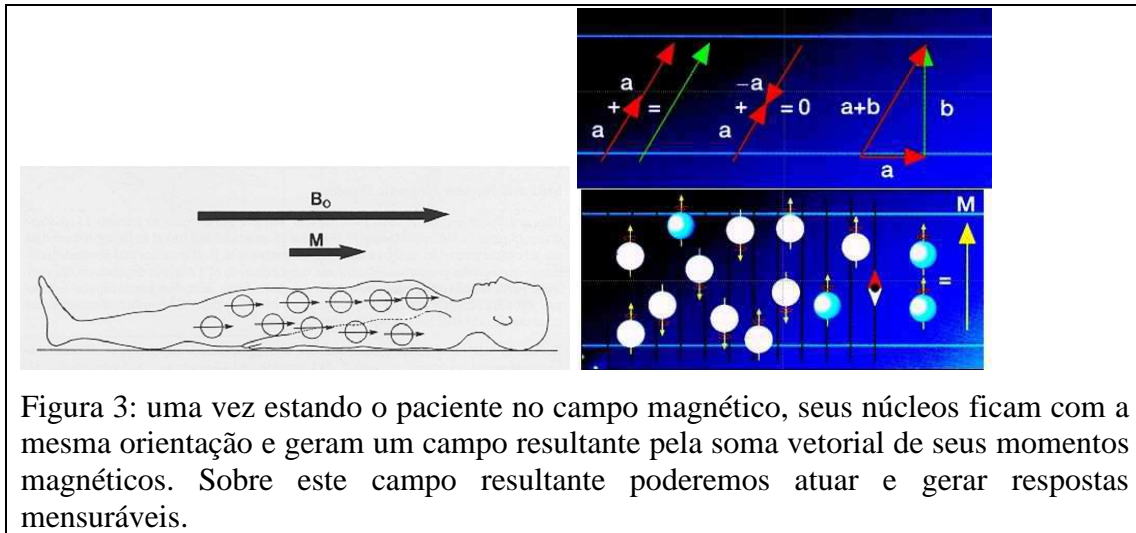 a
+ =
a
-a
+ = 0
a
a+b
b
a
B₀
M
M
=
Figura 3: uma vez estando o paciente no campo magnético, seus núcleos ficam com a
mesma orientação e geram um campo resultante pela soma vetorial de seus momentos
magnéticos. Sobre este campo resultante poderemos atuar e gerar respostas
mensuráveis.